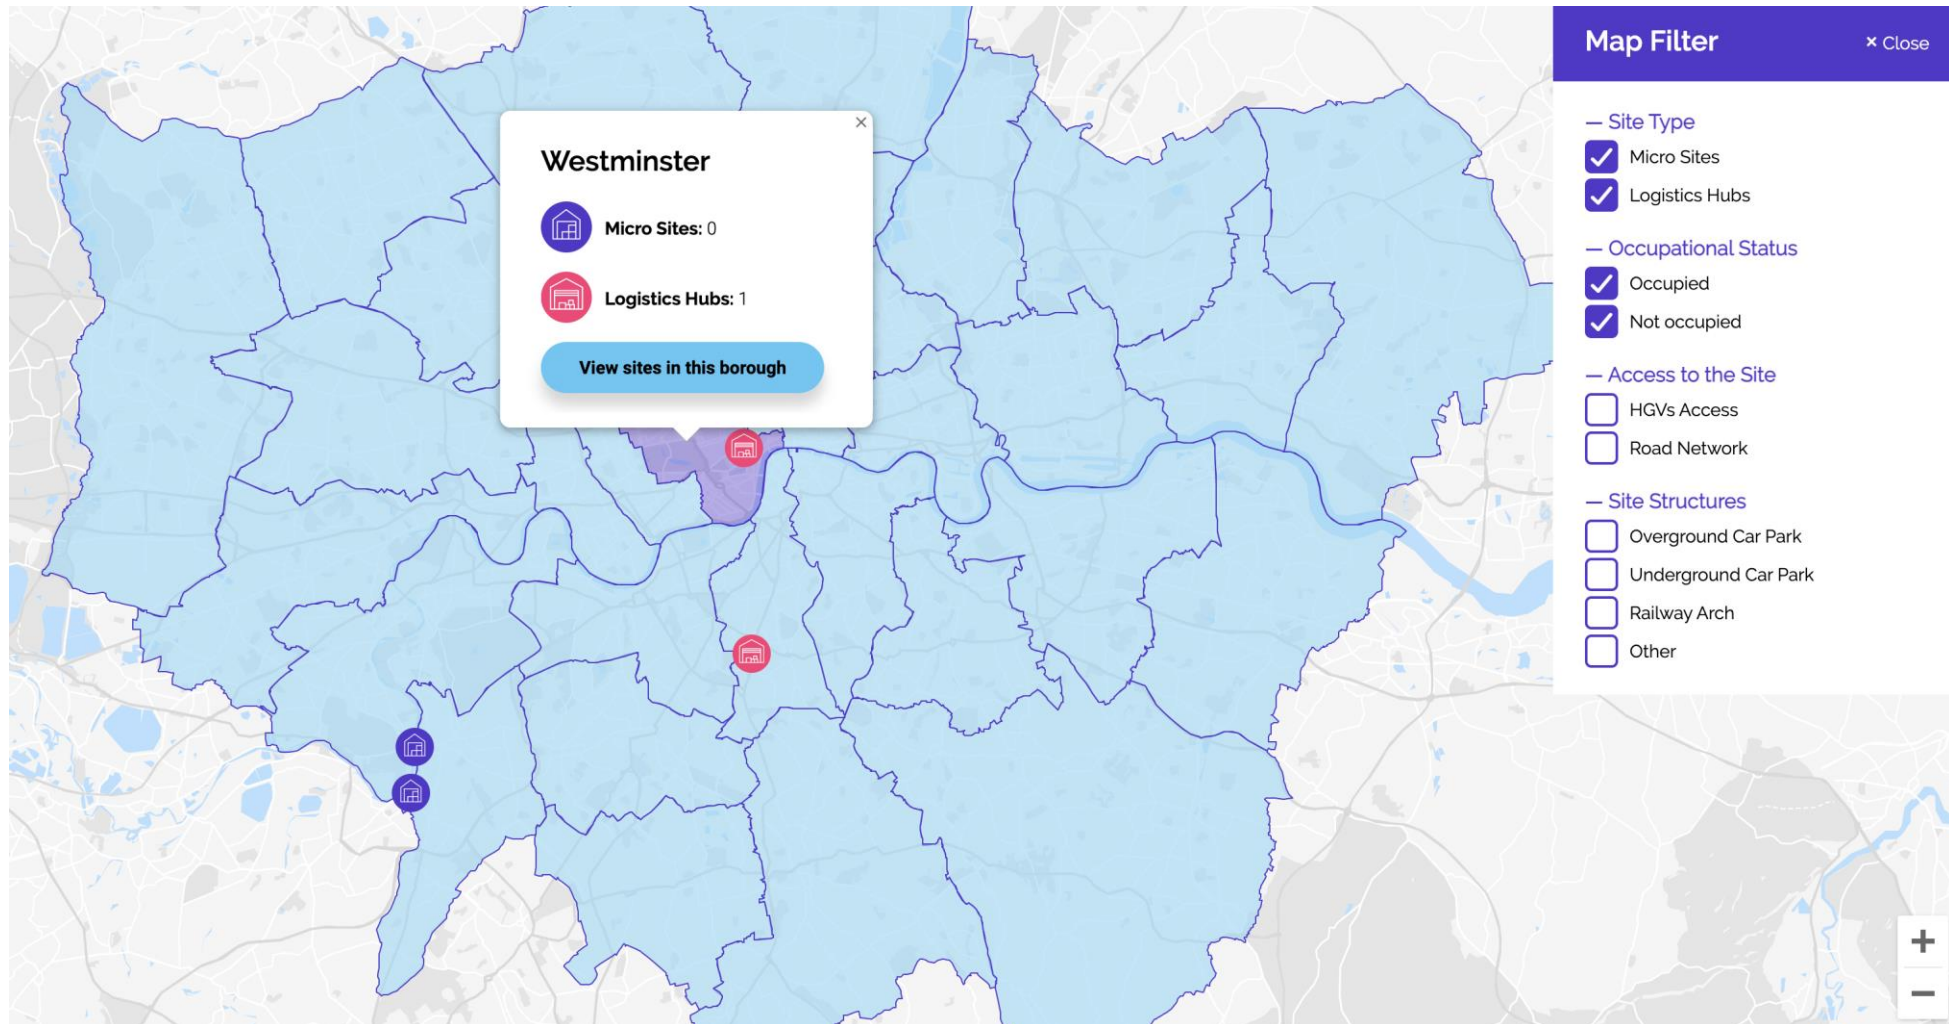 Westminster
×
Micro Sites: 0
Logistics Hubs: 1
View sites in this borough
Map Filter
× Close
— Site Type
Micro Sites
Logistics Hubs
— Occupational Status
Occupied
Not occupied
— Access to the Site
HGVs Access
Road Network
— Site Structures
Overground Car Park
Underground Car Park
Railway Arch
Other
+
−